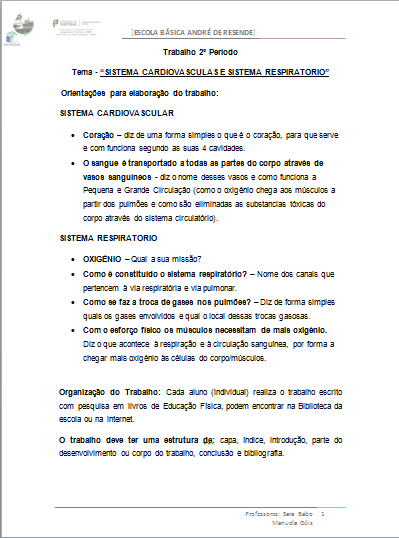 [ESCOLA BÁSICA ANDRÉ DE RESENDE]
Trabalho 2º Período
Tema - “SISTEMA CARDIOVASCULAS E SISTEMA RESPIRATORIO”
Orientações para elaboração do trabalho:
SISTEMA CARDIOVASCULAR
• Coração – diz de uma forma simples o que é o coração, para que serve
e com funciona segundo as suas 4 cavidades.
• O sangue é transportado a todas as partes do corpo através de
vasos sanguíneos - diz o nome desses vasos e como funciona a
Pequena e Grande Circulação (como o oxigénio chega aos músculos a
partir dos pulmões e como são eliminadas as substancias tóxicas do
corpo através do sistema circulatório).
SISTEMA RESPIRATORIO
• OXIGÉNIO – Qual a sua missão?
• Como é constituído o sistema respiratório? – Nome dos canais que
pertencem à via respiratória e via pulmonar.
• Como se faz a troca de gases nos pulmões? – Diz de forma simples
quais os gases envolvidos e qual o local dessas trocas gasosas.
• Com o esforço físico os músculos necessitam de mais oxigénio.
Diz o que acontece à respiração e à circulação sanguínea, por forma a
chegar mais oxigénio às células do corpo/músculos.
Organização do Trabalho: Cada aluno (individual) realiza o trabalho escrito
com pesquisa em livros de Educação Física, podem encontrar na Biblioteca da
escola ou na Internet.
O trabalho deve ter uma estrutura de: capa, índice, introdução, parte do
desenvolvimento ou corpo do trabalho, conclusão e bibliografia.
Professores: Sara Babo 1
Manuela Góis